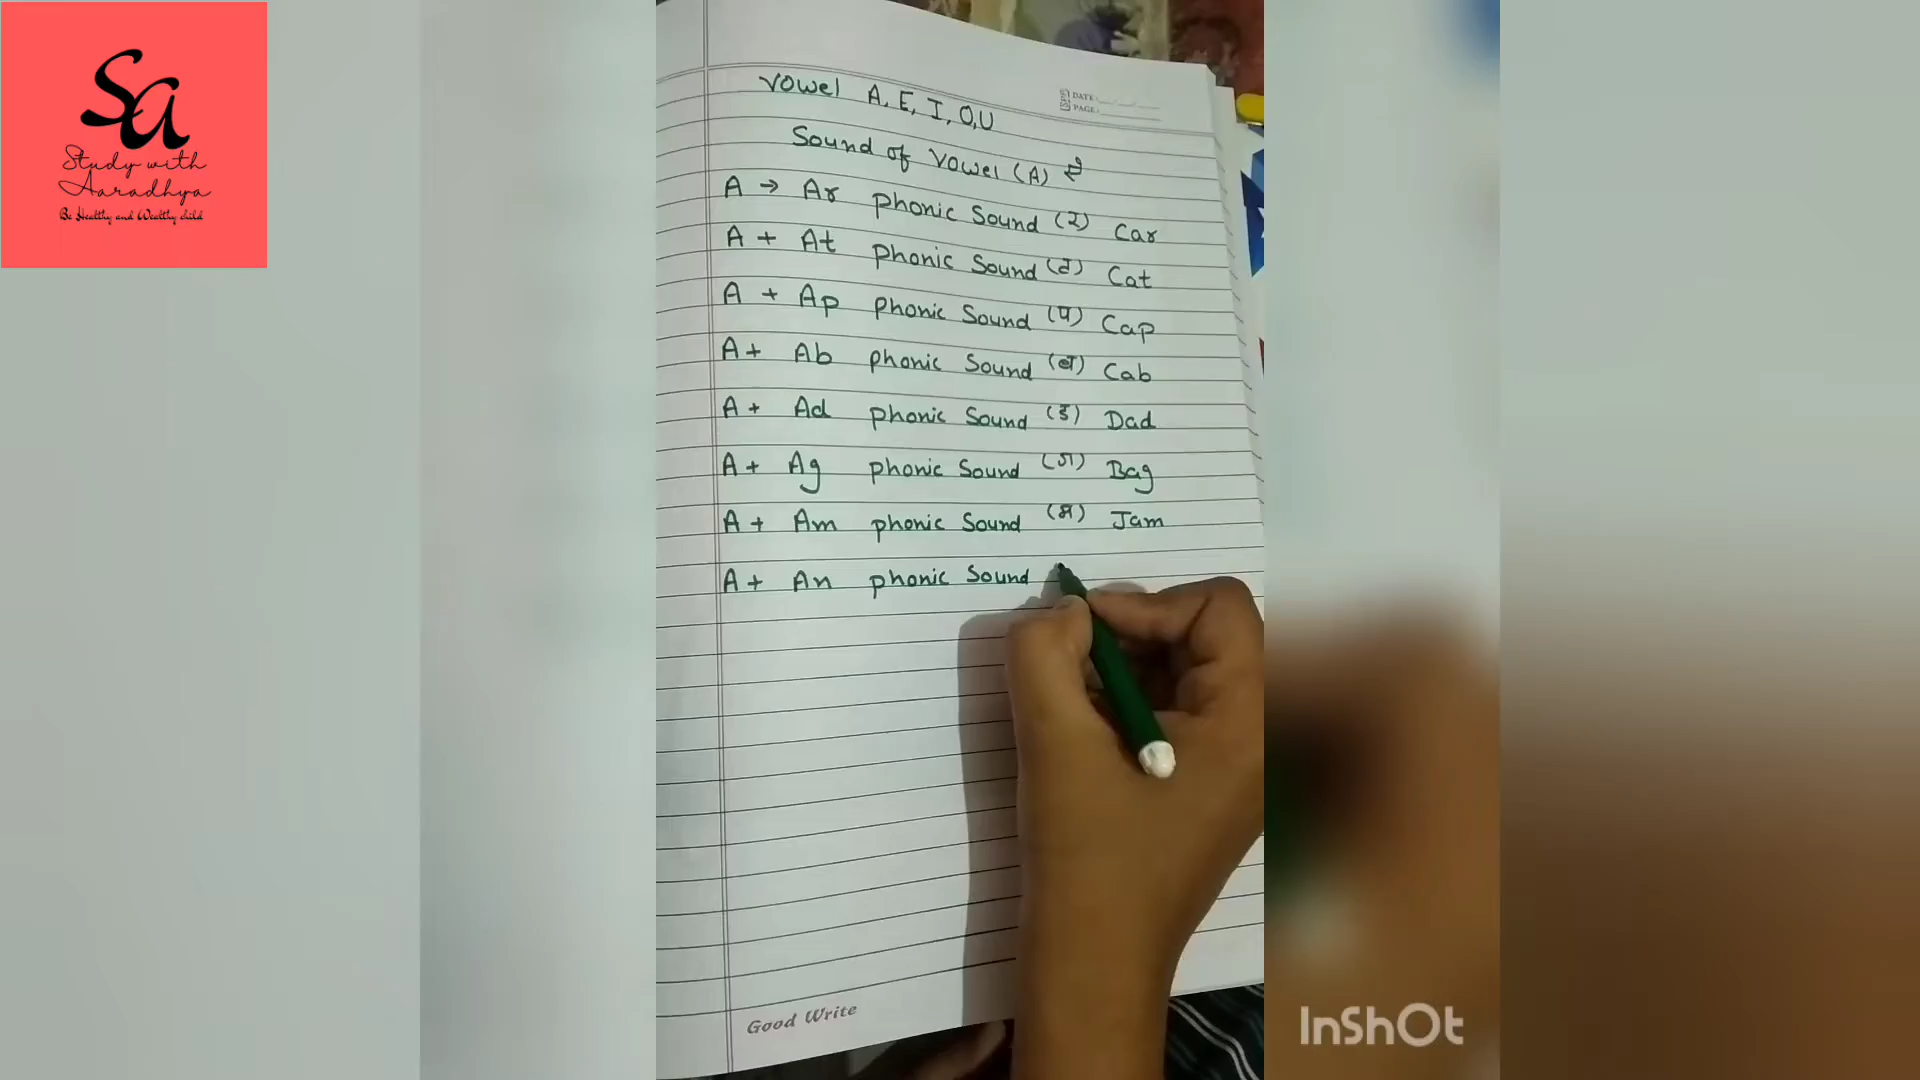 Sa
Study with
Aaradhya
Be Healthy and Wealthy child
DATE:
PAGE:
Vowel A, E, I, O, U
Sound of Vowel (A) ऐ
A → Ar phonic Sound (र) Car
A + At phonic Sound (ट) Cat
A + Ap phonic Sound (प) Cap
A + Ab phonic Sound (ब) Cab
A + Ad phonic Sound (ड) Dad
A + Ag phonic Sound (ग) Bag
A + Am phonic Sound (म) Jam
A + An phonic Sound
Good Write
InShOt